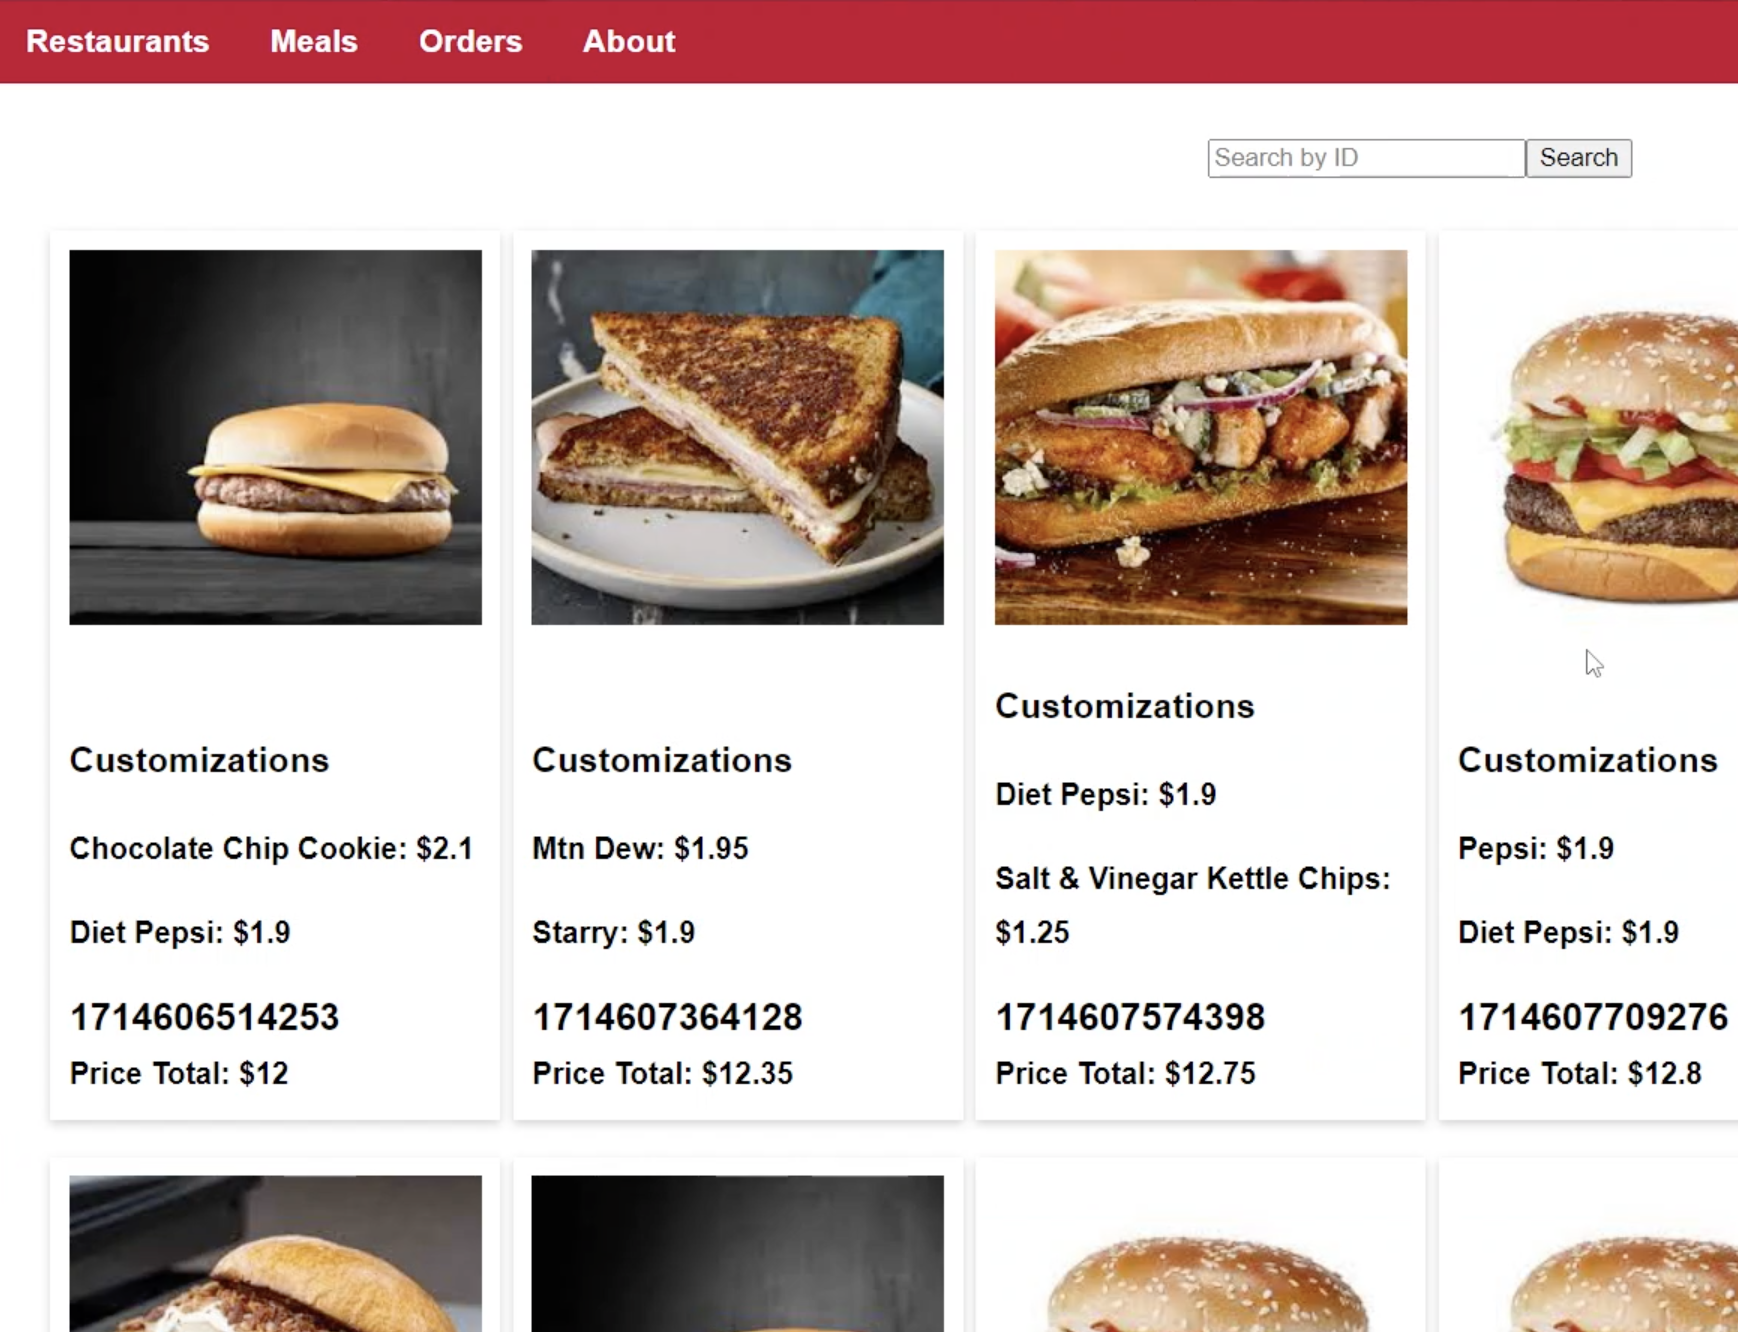 Restaurants Meals Orders About
Search by ID Search
Customizations
Chocolate Chip Cookie: $2.1
Diet Pepsi: $1.9
1714606514253
Price Total: $12
Customizations
Mtn Dew: $1.95
Starry: $1.9
1714607364128
Price Total: $12.35
Customizations
Diet Pepsi: $1.9
Salt & Vinegar Kettle Chips:
$1.25
1714607574398
Price Total: $12.75
Customizations
Pepsi: $1.9
Diet Pepsi: $1.9
1714607709276
Price Total: $12.8